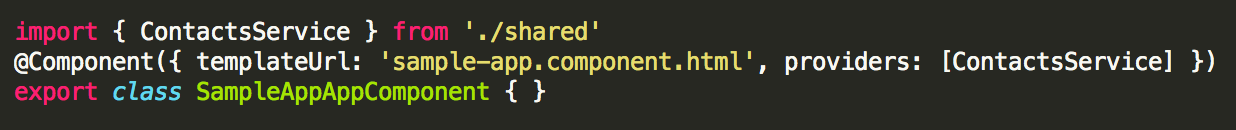 import { ContactsService } from './shared'
@Component({ templateUrl: 'sample-app.component.html', providers: [ContactsService] })
export class SampleAppAppComponent { }